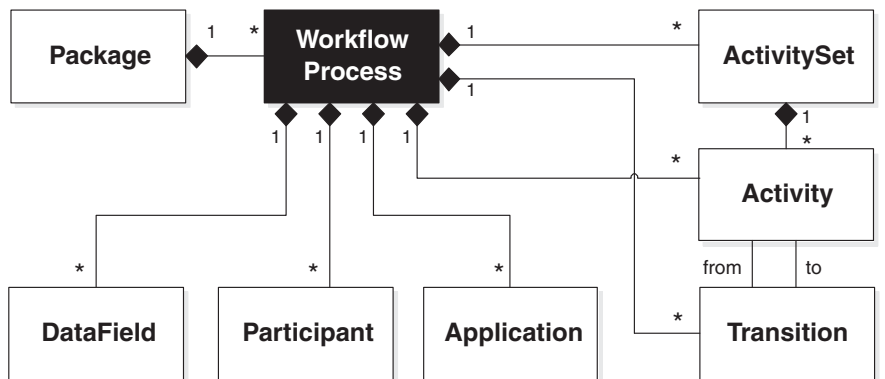 Package
1
*
Workflow
Process
1
*
ActivitySet
1
1
*
1
1
1
1
*
Activity
from
to
*
*
*
*
DataField
Participant
Application
Transition